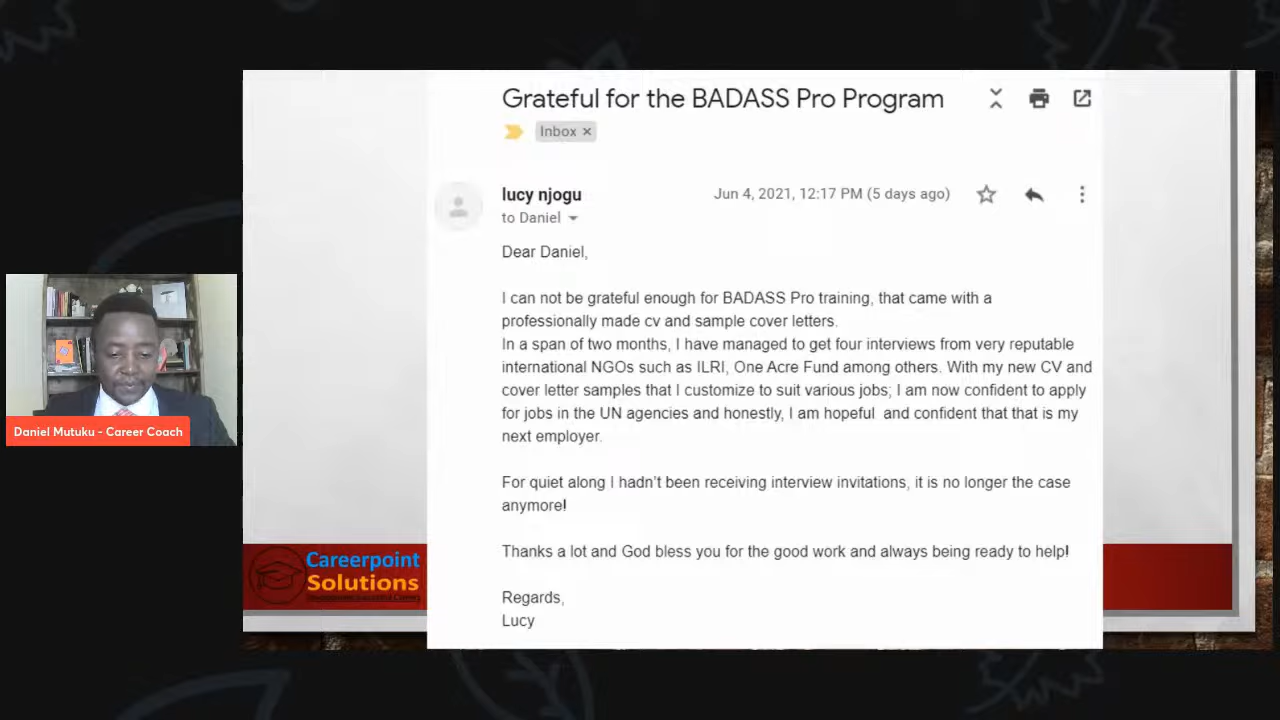 Grateful for the BADASS Pro Program
Inbox ×
lucy njogu
Jun 4, 2021, 12:17 PM (5 days ago)
to Daniel
Dear Daniel,
I can not be grateful enough for BADASS Pro training, that came with a
professionally made cv and sample cover letters.
In a span of two months, I have managed to get four interviews from very reputable
international NGOs such as ILRI, One Acre Fund among others. With my new CV and
cover letter samples that I customize to suit various jobs; I am now confident to apply
for jobs in the UN agencies and honestly, I am hopeful and confident that that is my
next employer.
For quiet along I hadn't been receiving interview invitations, it is no longer the case
anymore!
Thanks a lot and God bless you for the good work and always being ready to help!
Regards,
Lucy
Daniel Mutuku - Career Coach
Careerpoint
Solutions